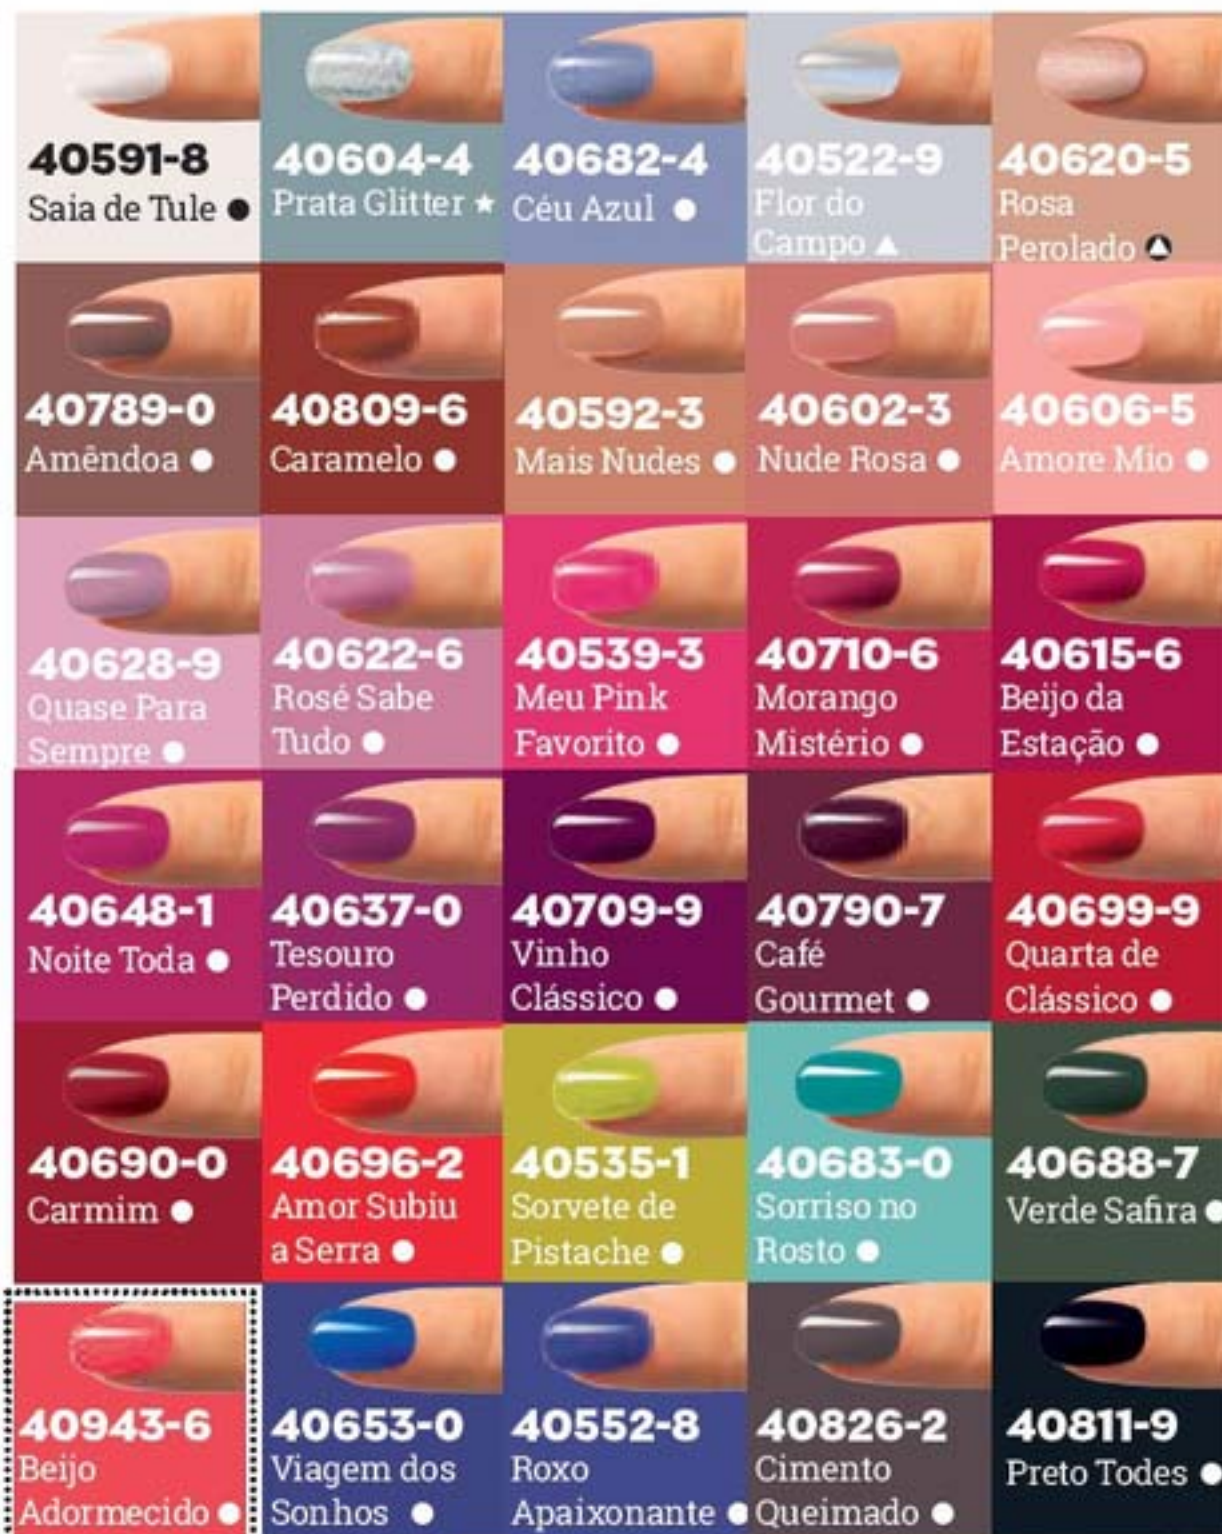 40591-8
Saia de Tule
40604-4
Prata Glitter
40682-4
Céu Azul
40522-9
Flor do
Campo
40620-5
Rosa
Perolado
40789-0
Amêndoa
40809-6
Caramelo
40592-3
Mais Nudes
40602-3
Nude Rosa
40606-5
Amore Mio
40628-9
Quase Para
Sempre
40622-6
Rosé Sabe
Tudo
40539-3
Meu Pink
Favorito
40710-6
Morango
Mistério
40615-6
Beijo da
Estação
40648-1
Noite Toda
40637-0
Tesouro
Perdido
40709-9
Vinho
Clássico
40790-7
Café
Gourmet
40699-9
Quarta de
Clássico
40690-0
Carmim
40696-2
Amor Subiu
a Serra
40535-1
Sorvete de
Pistache
40683-0
Sorriso no
Rosto
40688-7
Verde Safira
40943-6
Beijo
Adormecido
40653-0
Viagem dos
Sonhos
40552-8
Roxo
Apaixonante
40826-2
Cimento
Queimado
40811-9
Preto Todes